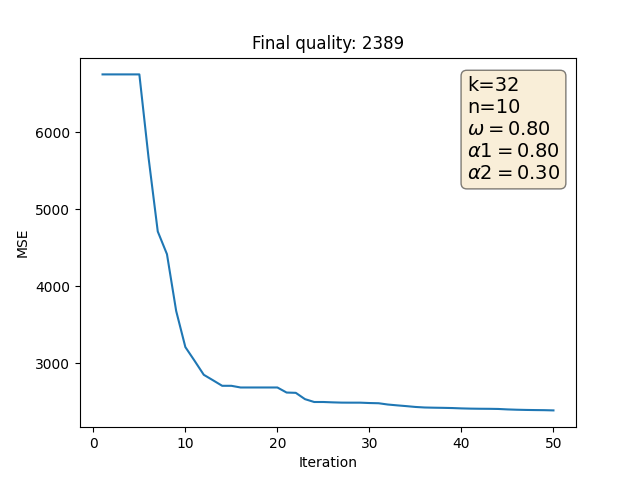 Final quality: 2389
k=32
n=10
ω = 0.80
α1 = 0.80
α2 = 0.30
6000
5000
4000
3000
MSE
0 10 20 30 40 50
Iteration